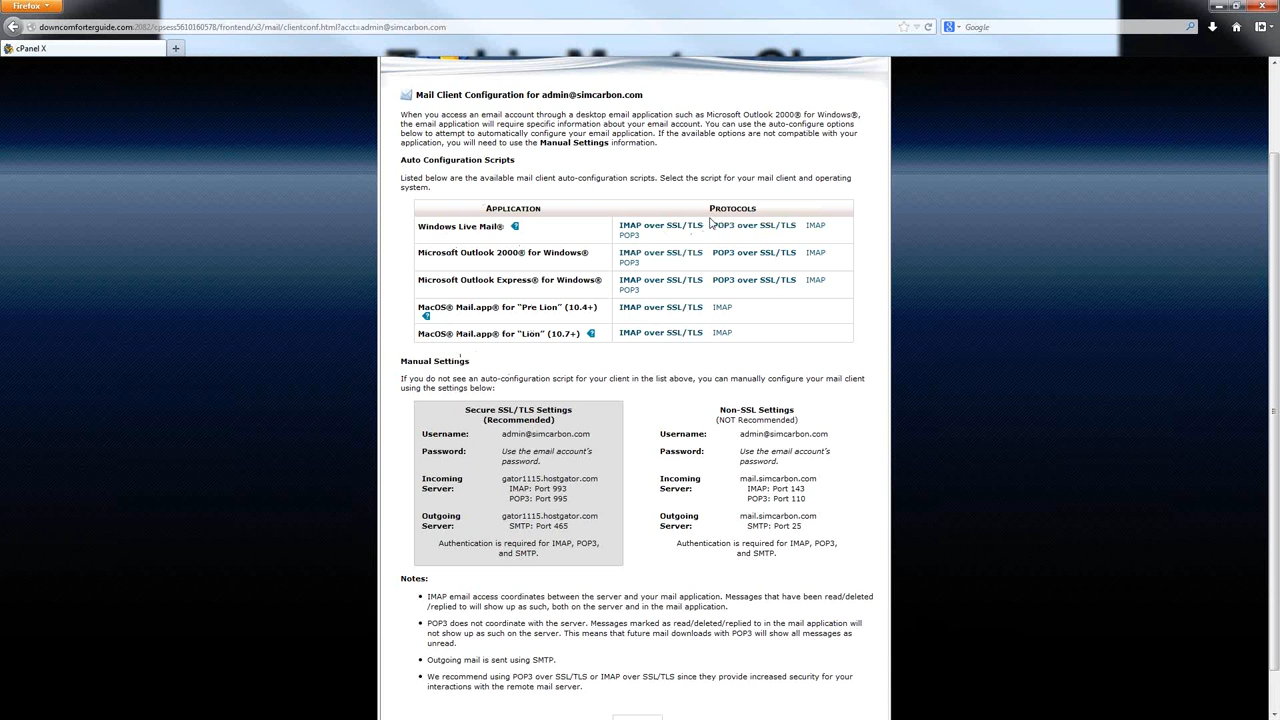 Firefox
downcomforterguide.com:2082/cpsess5610160578/frontend/x3/mail/clientconf.html?acct=admin@simcarbon.com
Google
cPanel X
Mail Client Configuration for admin@simcarbon.com
When you access an email account through a desktop email application such as Microsoft Outlook 2000® for Windows®,
the email application will require specific information about your email account. You can use the auto-configure options
below to attempt to automatically configure your email application. If the available options are not compatible with your
application, you will need to use the Manual Settings information.
Auto Configuration Scripts
Listed below are the available mail client auto-configuration scripts. Select the script for your mail client and operating
system.
APPLICATION PROTOCOLS
Windows Live Mail® IMAP over SSL/TLS POP3 over SSL/TLS IMAP
POP3
Microsoft Outlook 2000® for Windows® IMAP over SSL/TLS POP3 over SSL/TLS IMAP
POP3
Microsoft Outlook Express® for Windows® IMAP over SSL/TLS POP3 over SSL/TLS IMAP
POP3
MacOS® Mail.app® for “Pre Lion” (10.4+) IMAP over SSL/TLS IMAP
MacOS® Mail.app® for “Lion” (10.7+) IMAP over SSL/TLS IMAP
Manual Settings
If you do not see an auto-configuration script for your client in the list above, you can manually configure your mail client
using the settings below:
Secure SSL/TLS Settings
(Recommended)
Username: admin@simcarbon.com
Password: Use the email account’s
password.
Incoming gator1115.hostgator.com
Server: IMAP: Port 993
POP3: Port 995
Outgoing gator1115.hostgator.com
Server: SMTP: Port 465
Authentication is required for IMAP, POP3,
and SMTP.
Non-SSL Settings
(NOT Recommended)
Username: admin@simcarbon.com
Password: Use the email account’s
password.
Incoming mail.simcarbon.com
Server: IMAP: Port 143
POP3: Port 110
Outgoing mail.simcarbon.com
Server: SMTP: Port 25
Authentication is required for IMAP, POP3,
and SMTP.
Notes:
• IMAP email access coordinates between the server and your mail application. Messages that have been read/deleted
/replied to will show up as such, both on the server and in the mail application.
• POP3 does not coordinate with the server. Messages marked as read/deleted/replied to in the mail application will
not show up as such on the server. This means that future mail downloads with POP3 will show all messages as
unread.
• Outgoing mail is sent using SMTP.
• We recommend using POP3 over SSL/TLS or IMAP over SSL/TLS since they provide increased security for your
interactions with the remote mail server.